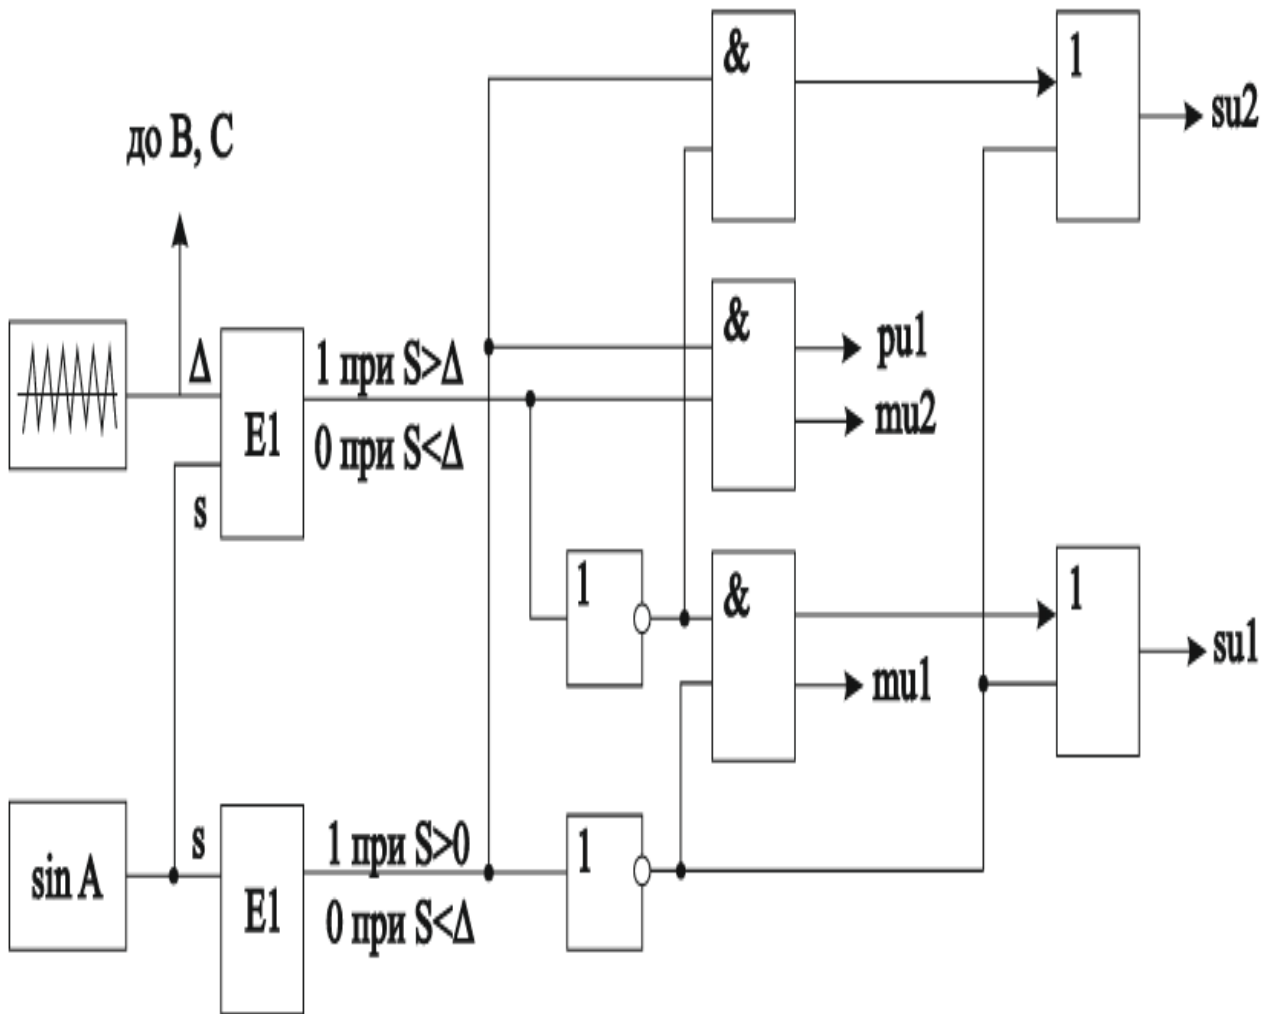 &
1
su2
до В, С
&
pu1
Δ
1 при S>Δ
mu2
E1
0 при S<Δ
s
1
&
1
su1
mu1
s
1 при S>0
1
sin A
E1
0 при S<Δ